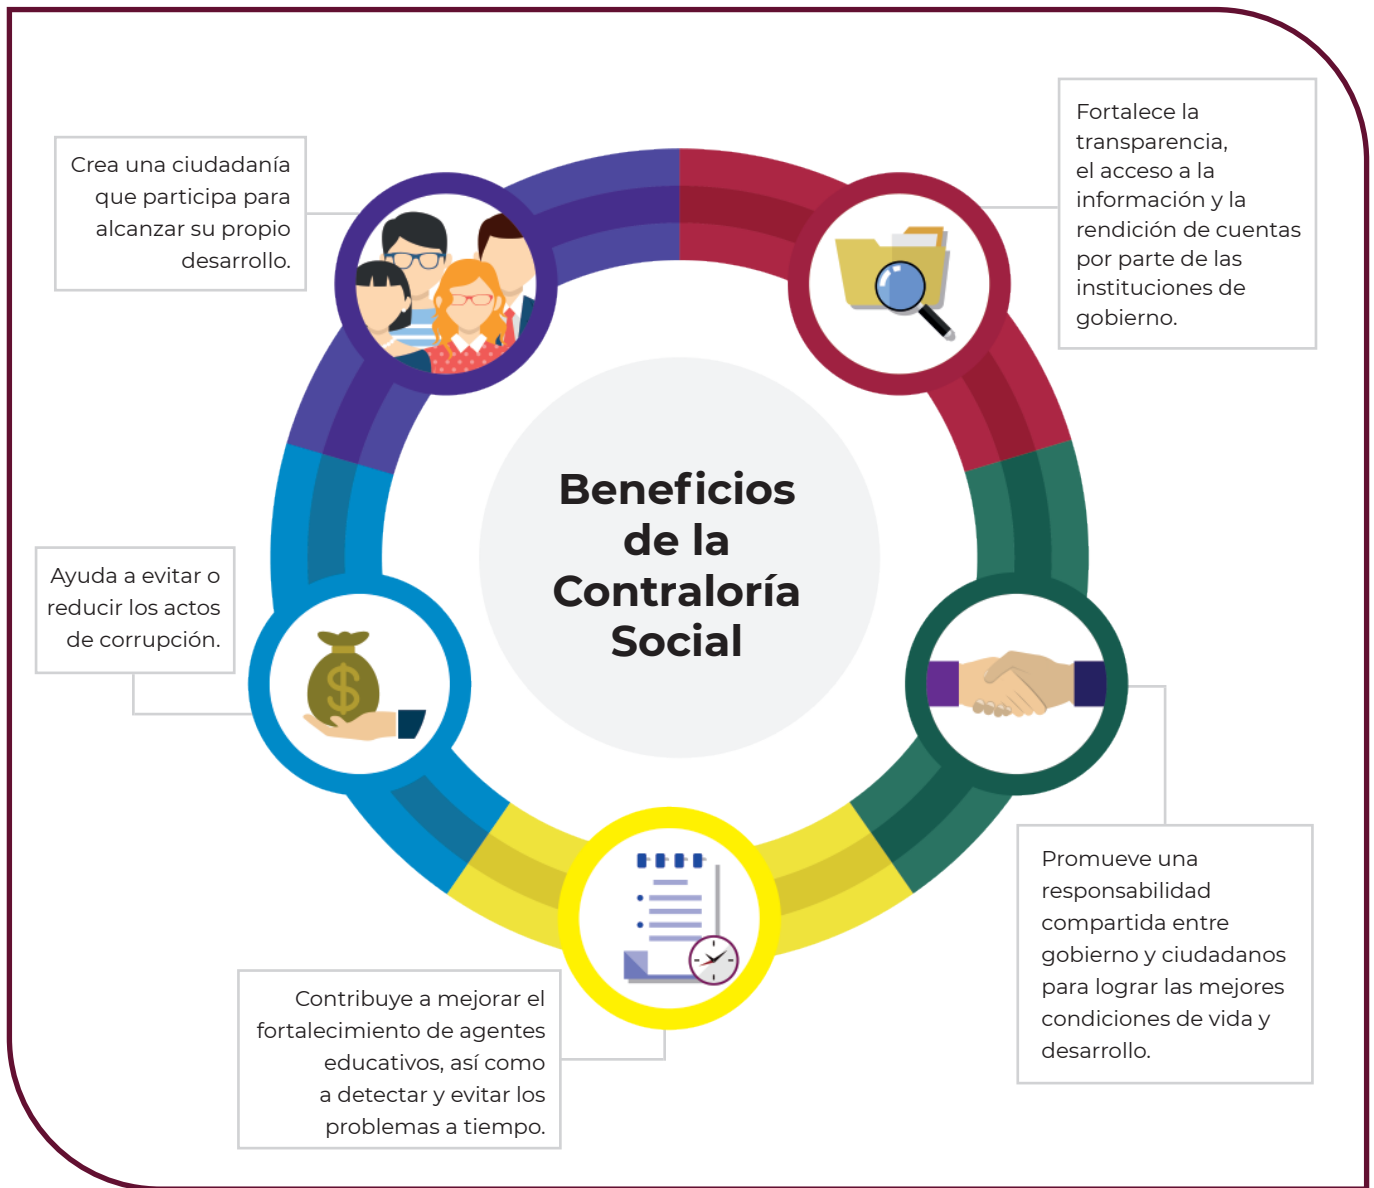 Beneficios
de la
Contraloría
Social
Crea una ciudadanía
que participa para
alcanzar su propio
desarrollo.
Fortalece la
transparencia,
el acceso a la
información y la
rendición de cuentas
por parte de las
instituciones de
gobierno.
Ayuda a evitar o
reducir los actos
de corrupción.
Promueve una
responsabilidad
compartida entre
gobierno y ciudadanos
para lograr las mejores
condiciones de vida y
desarrollo.
Contribuye a mejorar el
fortalecimiento de agentes
educativos, así como
a detectar y evitar los
problemas a tiempo.
$